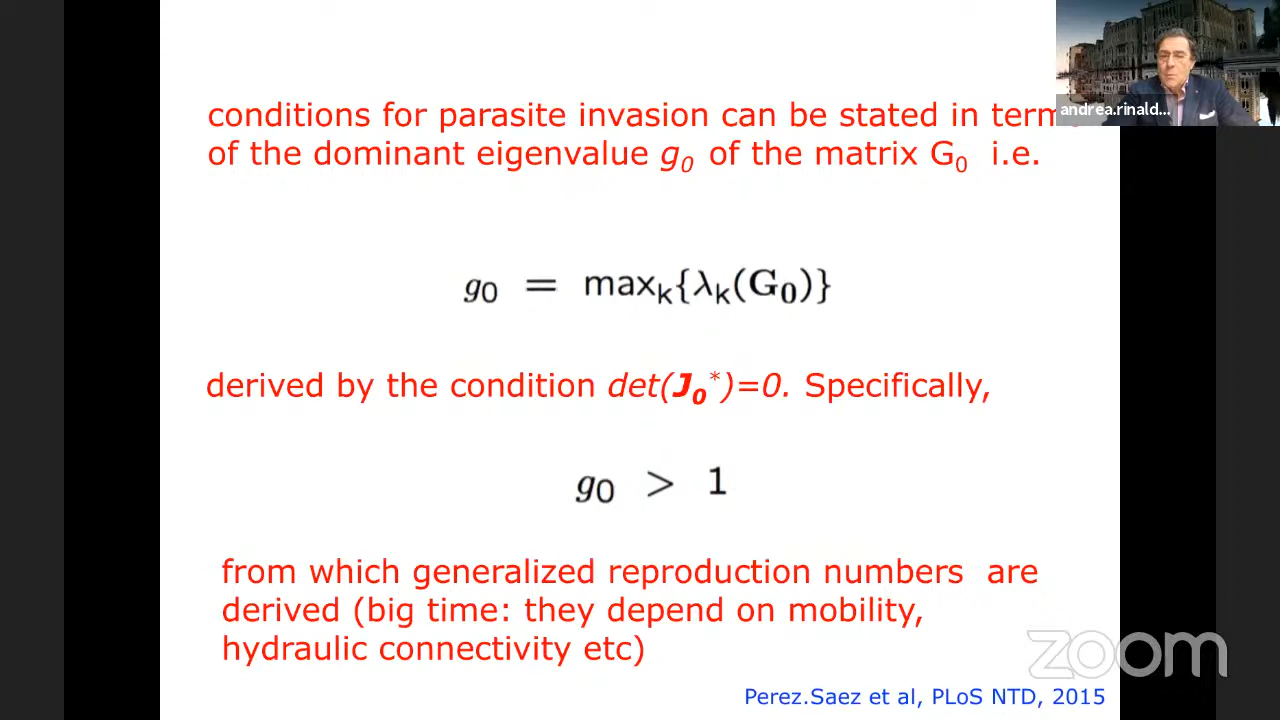 conditions for parasite invasion can be stated in term
of the dominant eigenvalue g₀ of the matrix G₀ i.e.
andrea.rinald...
g₀ = maxₖ{λₖ(G₀)}
derived by the condition det(J₀*)=0. Specifically,
g₀ > 1
from which generalized reproduction numbers are
derived (big time: they depend on mobility,
hydraulic connectivity etc)
zoom
Perez.Saez et al, PLoS NTD, 2015